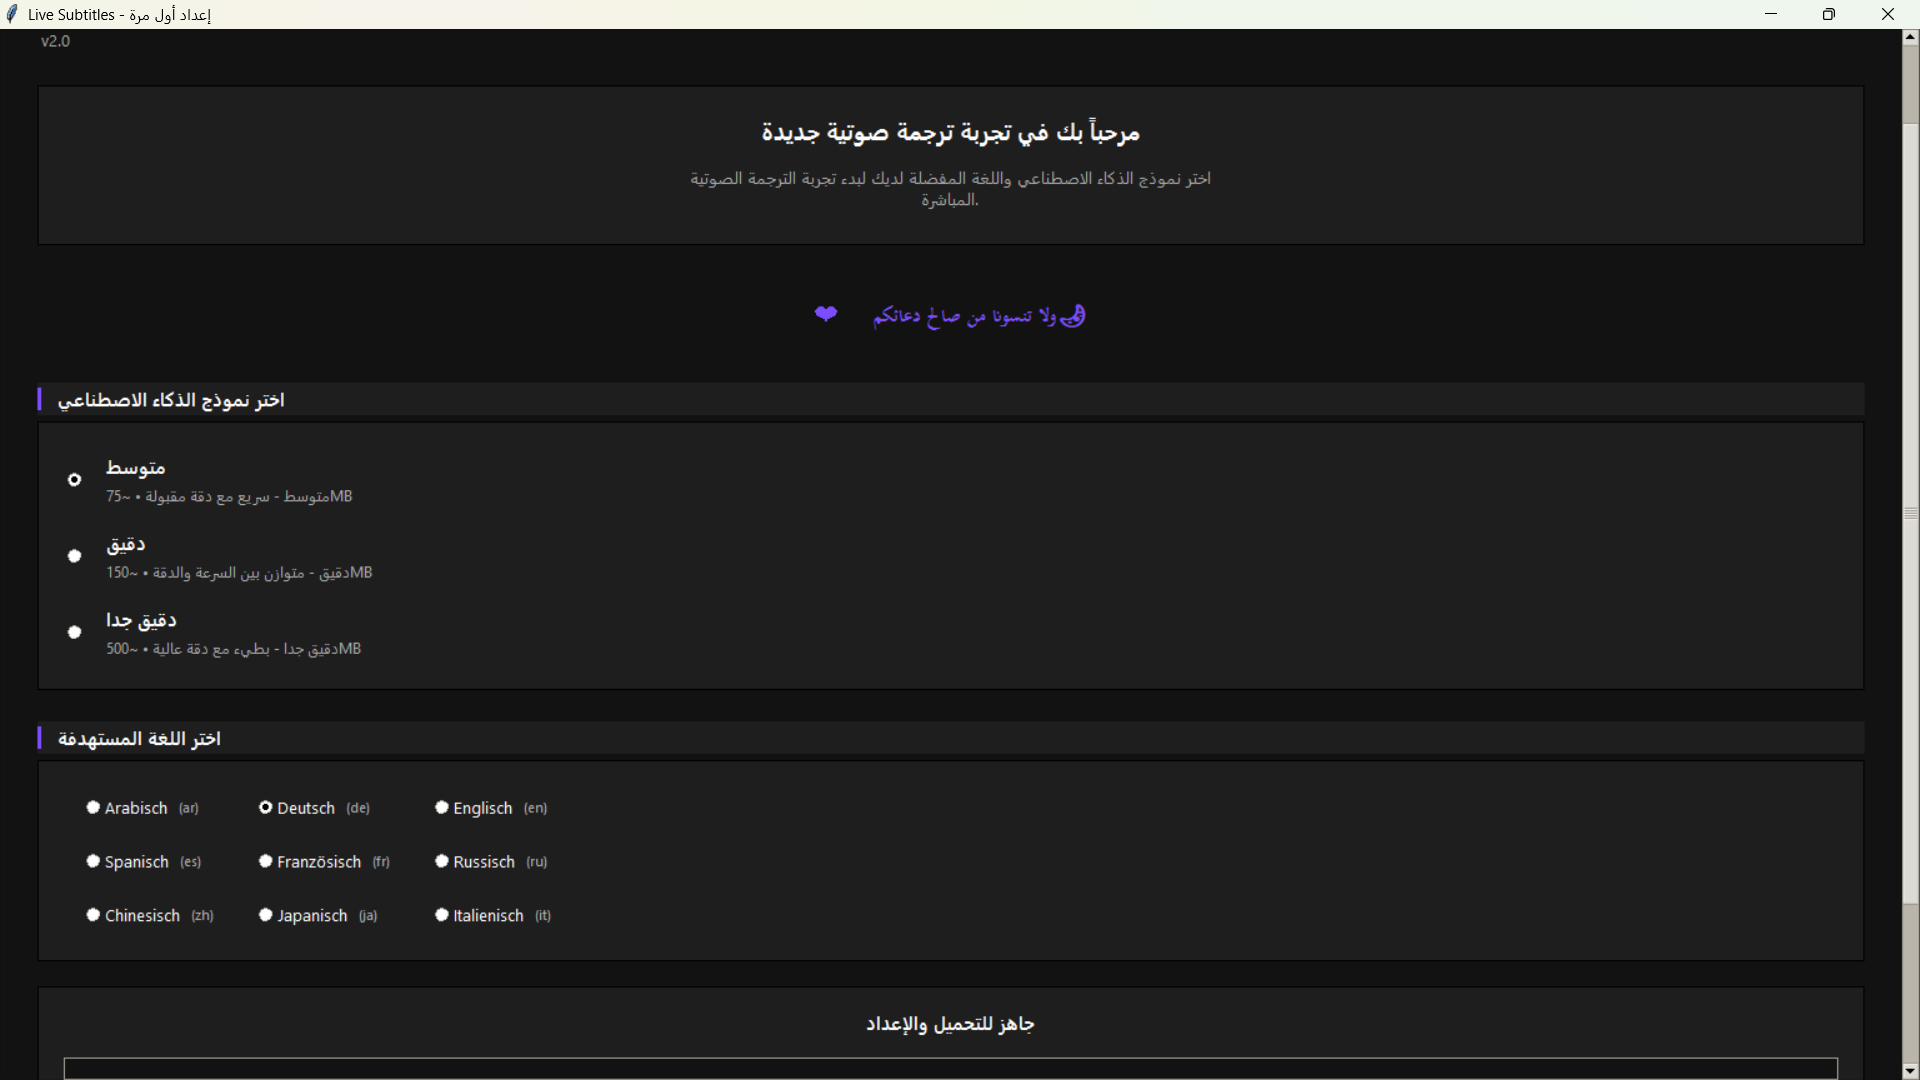 Live Subtitles - إعداد أول مرة
v2.0
مرحباً بك في تجربة ترجمة صوتية جديدة
اختر نموذج الذكاء الاصطناعي واللغة المفضلة لديك لبدء تجربة الترجمة الصوتية
المباشرة.
ولا تنسونا من صالح دعائكم ❤
اختر نموذج الذكاء الاصطناعي
متوسط
متوسط - سريع مع دقة مقبولة • ~75MB
دقيق
دقيق - متوازن بين السرعة والدقة • ~150MB
دقيق جدا
دقيق جدا - بطيء مع دقة عالية • ~500MB
اختر اللغة المستهدفة
Arabisch (ar) Deutsch (de) Englisch (en)
Spanisch (es) Französisch (fr) Russisch (ru)
Chinesisch (zh) Japanisch (ja) Italienisch (it)
جاهز للتحميل والإعداد